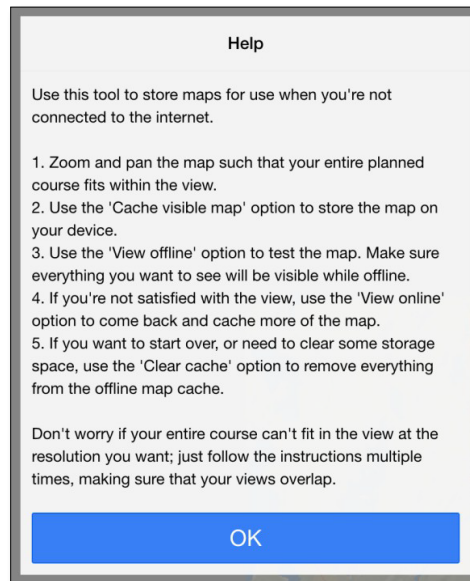 Help
Use this tool to store maps for use when you're not
connected to the internet.
1. Zoom and pan the map such that your entire planned
course fits within the view.
2. Use the 'Cache visible map' option to store the map on
your device.
3. Use the 'View offline' option to test the map. Make sure
everything you want to see will be visible while offline.
4. If you're not satisfied with the view, use the 'View online'
option to come back and cache more of the map.
5. If you want to start over, or need to clear some storage
space, use the 'Clear cache' option to remove everything
from the offline map cache.
Don't worry if your entire course can't fit in the view at the
resolution you want; just follow the instructions multiple
times, making sure that your views overlap.
OK